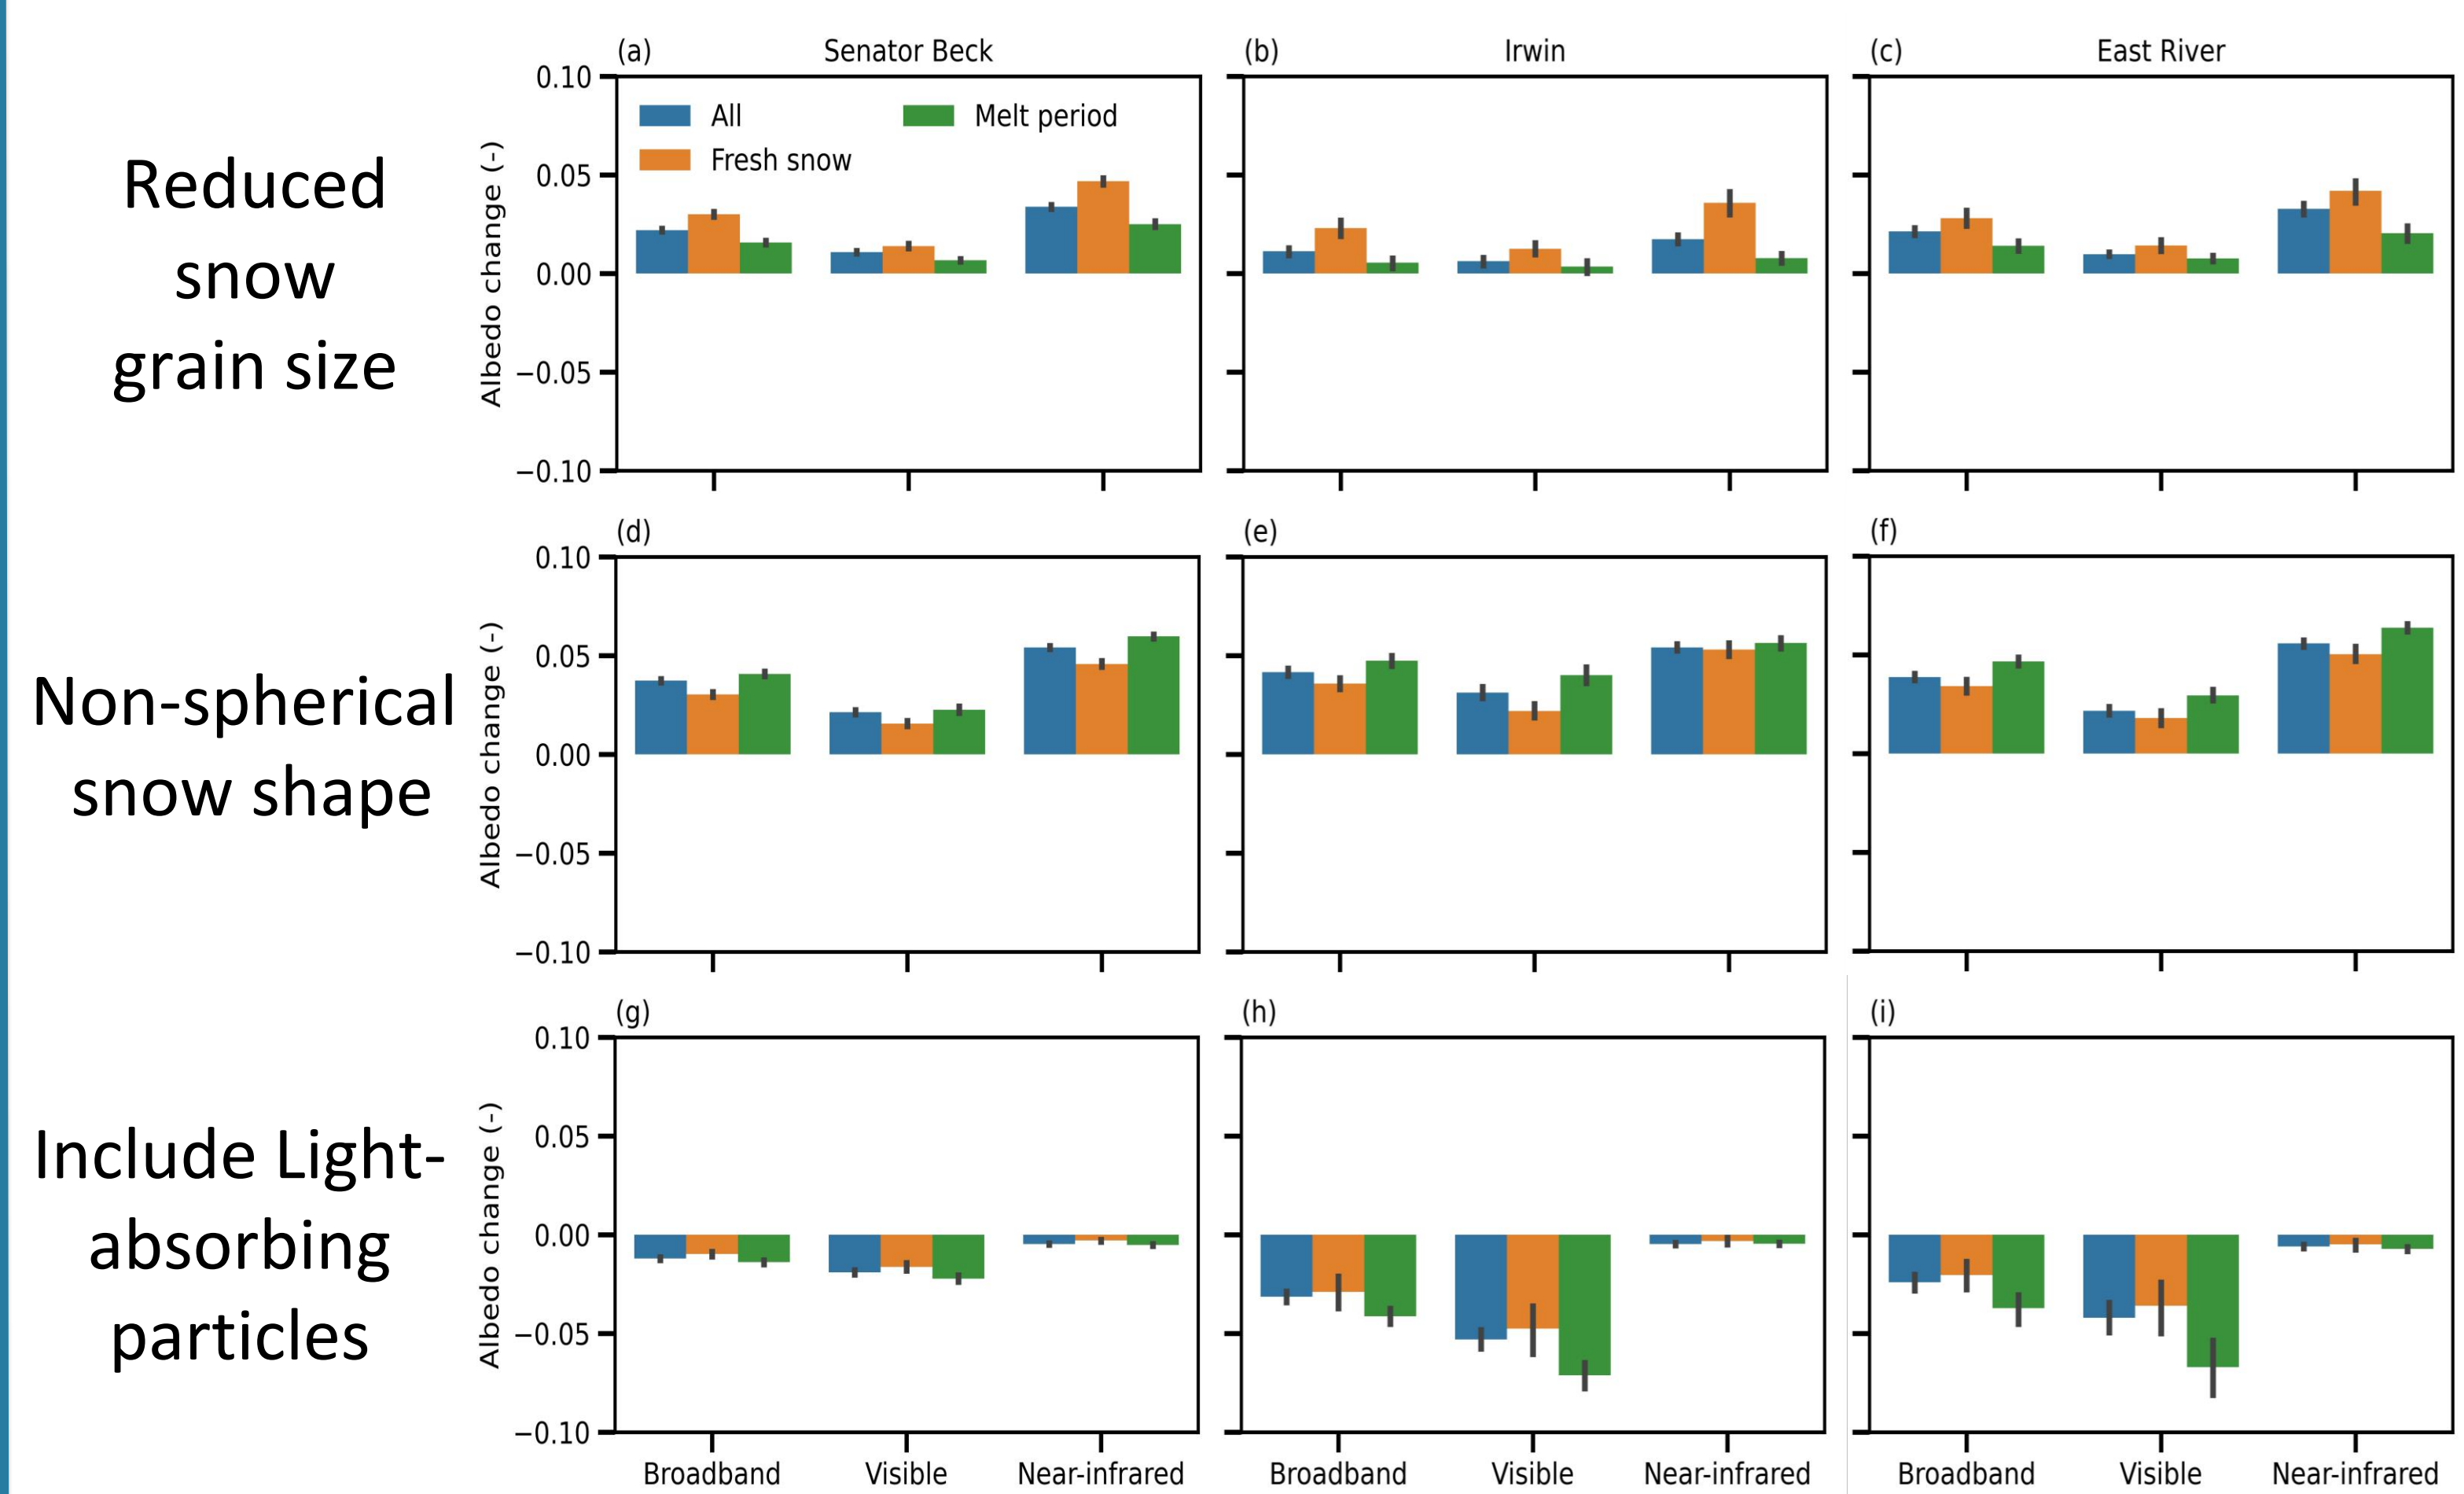 Reduced
snow
grain size
(a)
Senator Beck
(b)
Irwin
(c)
East River
Albedo change (-)
0.10
0.05
0.00
−0.05
−0.10
All
Fresh snow
Melt period
Non-spherical
snow shape
(d)
(e)
(f)
Albedo change (-)
0.10
0.05
0.00
−0.05
−0.10
Include Light-
absorbing
particles
(g)
(h)
(i)
Albedo change (-)
0.10
0.05
0.00
−0.05
−0.10
Broadband
Visible
Near-infrared
Broadband
Visible
Near-infrared
Broadband
Visible
Near-infrared